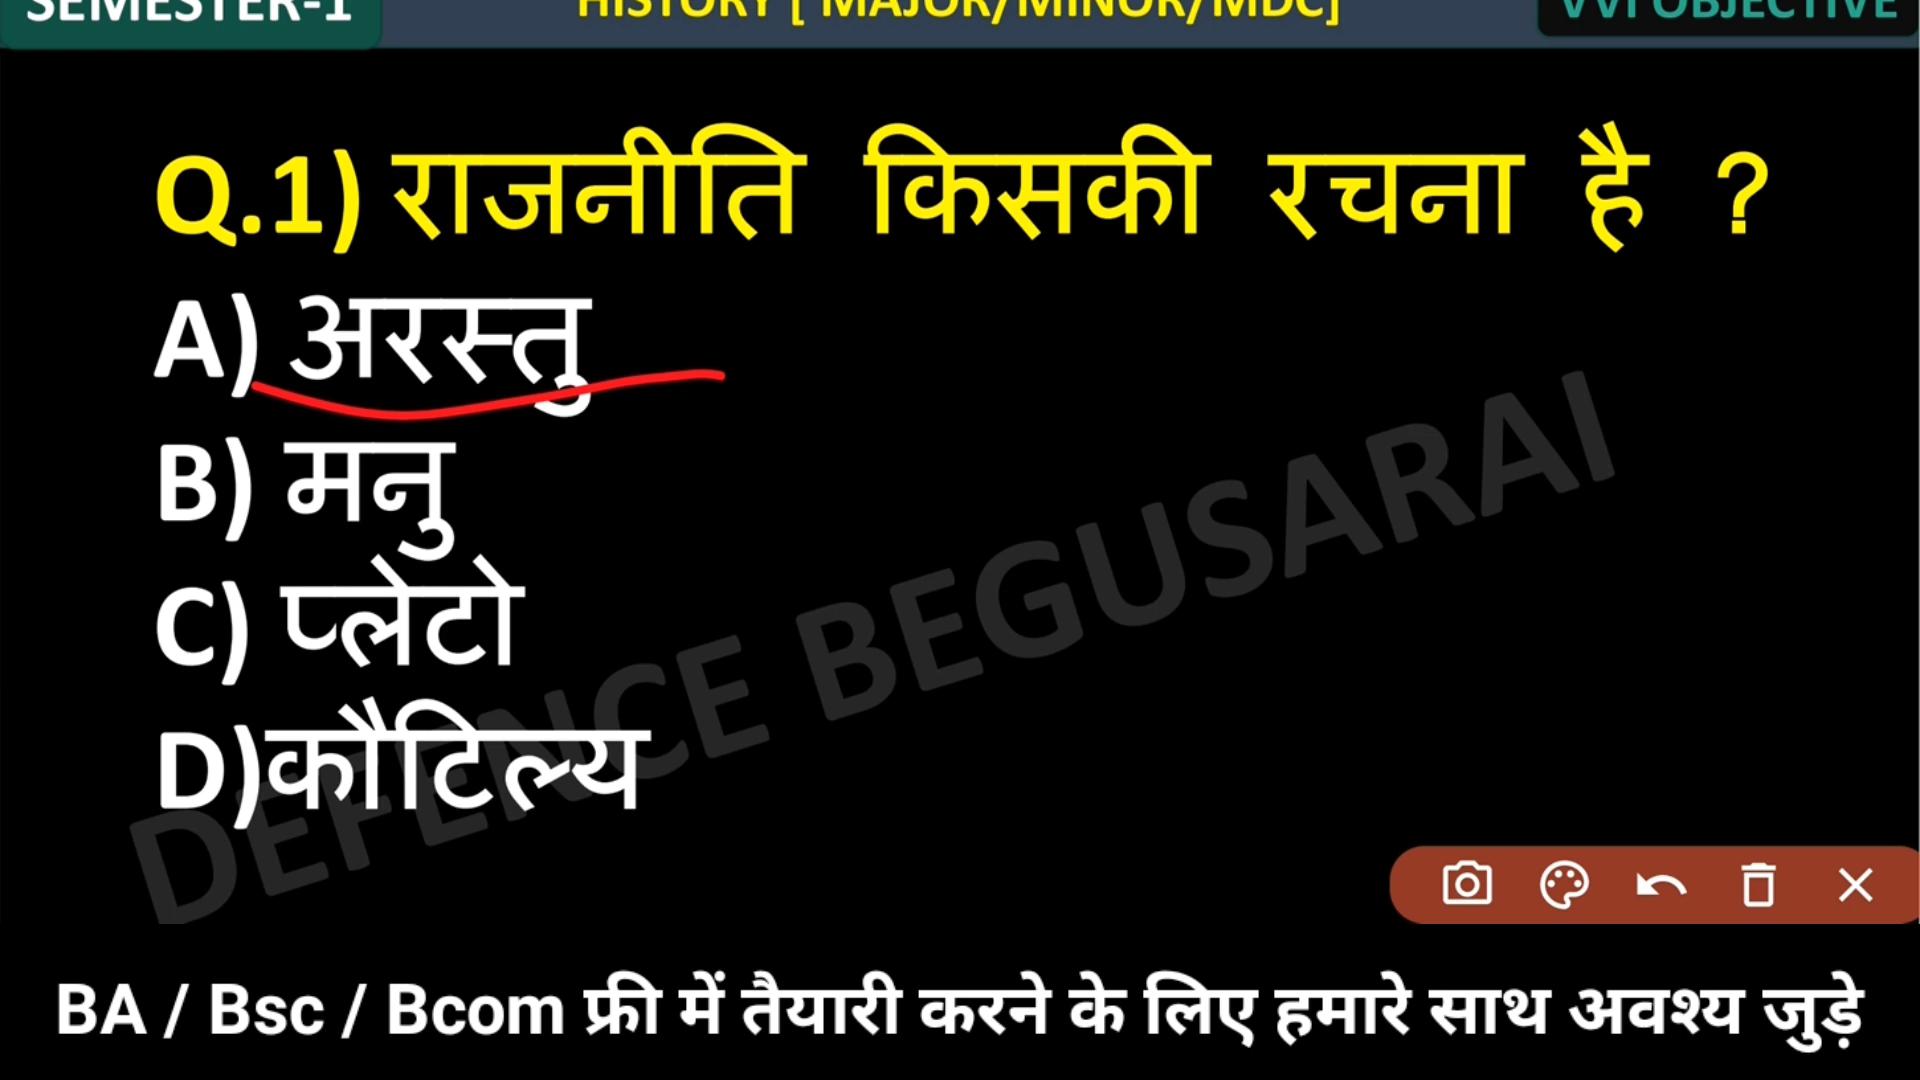 SEMESTER-1
HISTORY [ MAJOR/MINOR/MDC]
VVI OBJECTIVE
Q.1) राजनीति किसकी रचना है ?
A) अरस्तु
B) मनु
C) प्लेटो
D)कौटिल्य
DEFENCE BEGUSARAI
BA / Bsc / Bcom फ्री में तैयारी करने के लिए हमारे साथ अवश्य जुड़े